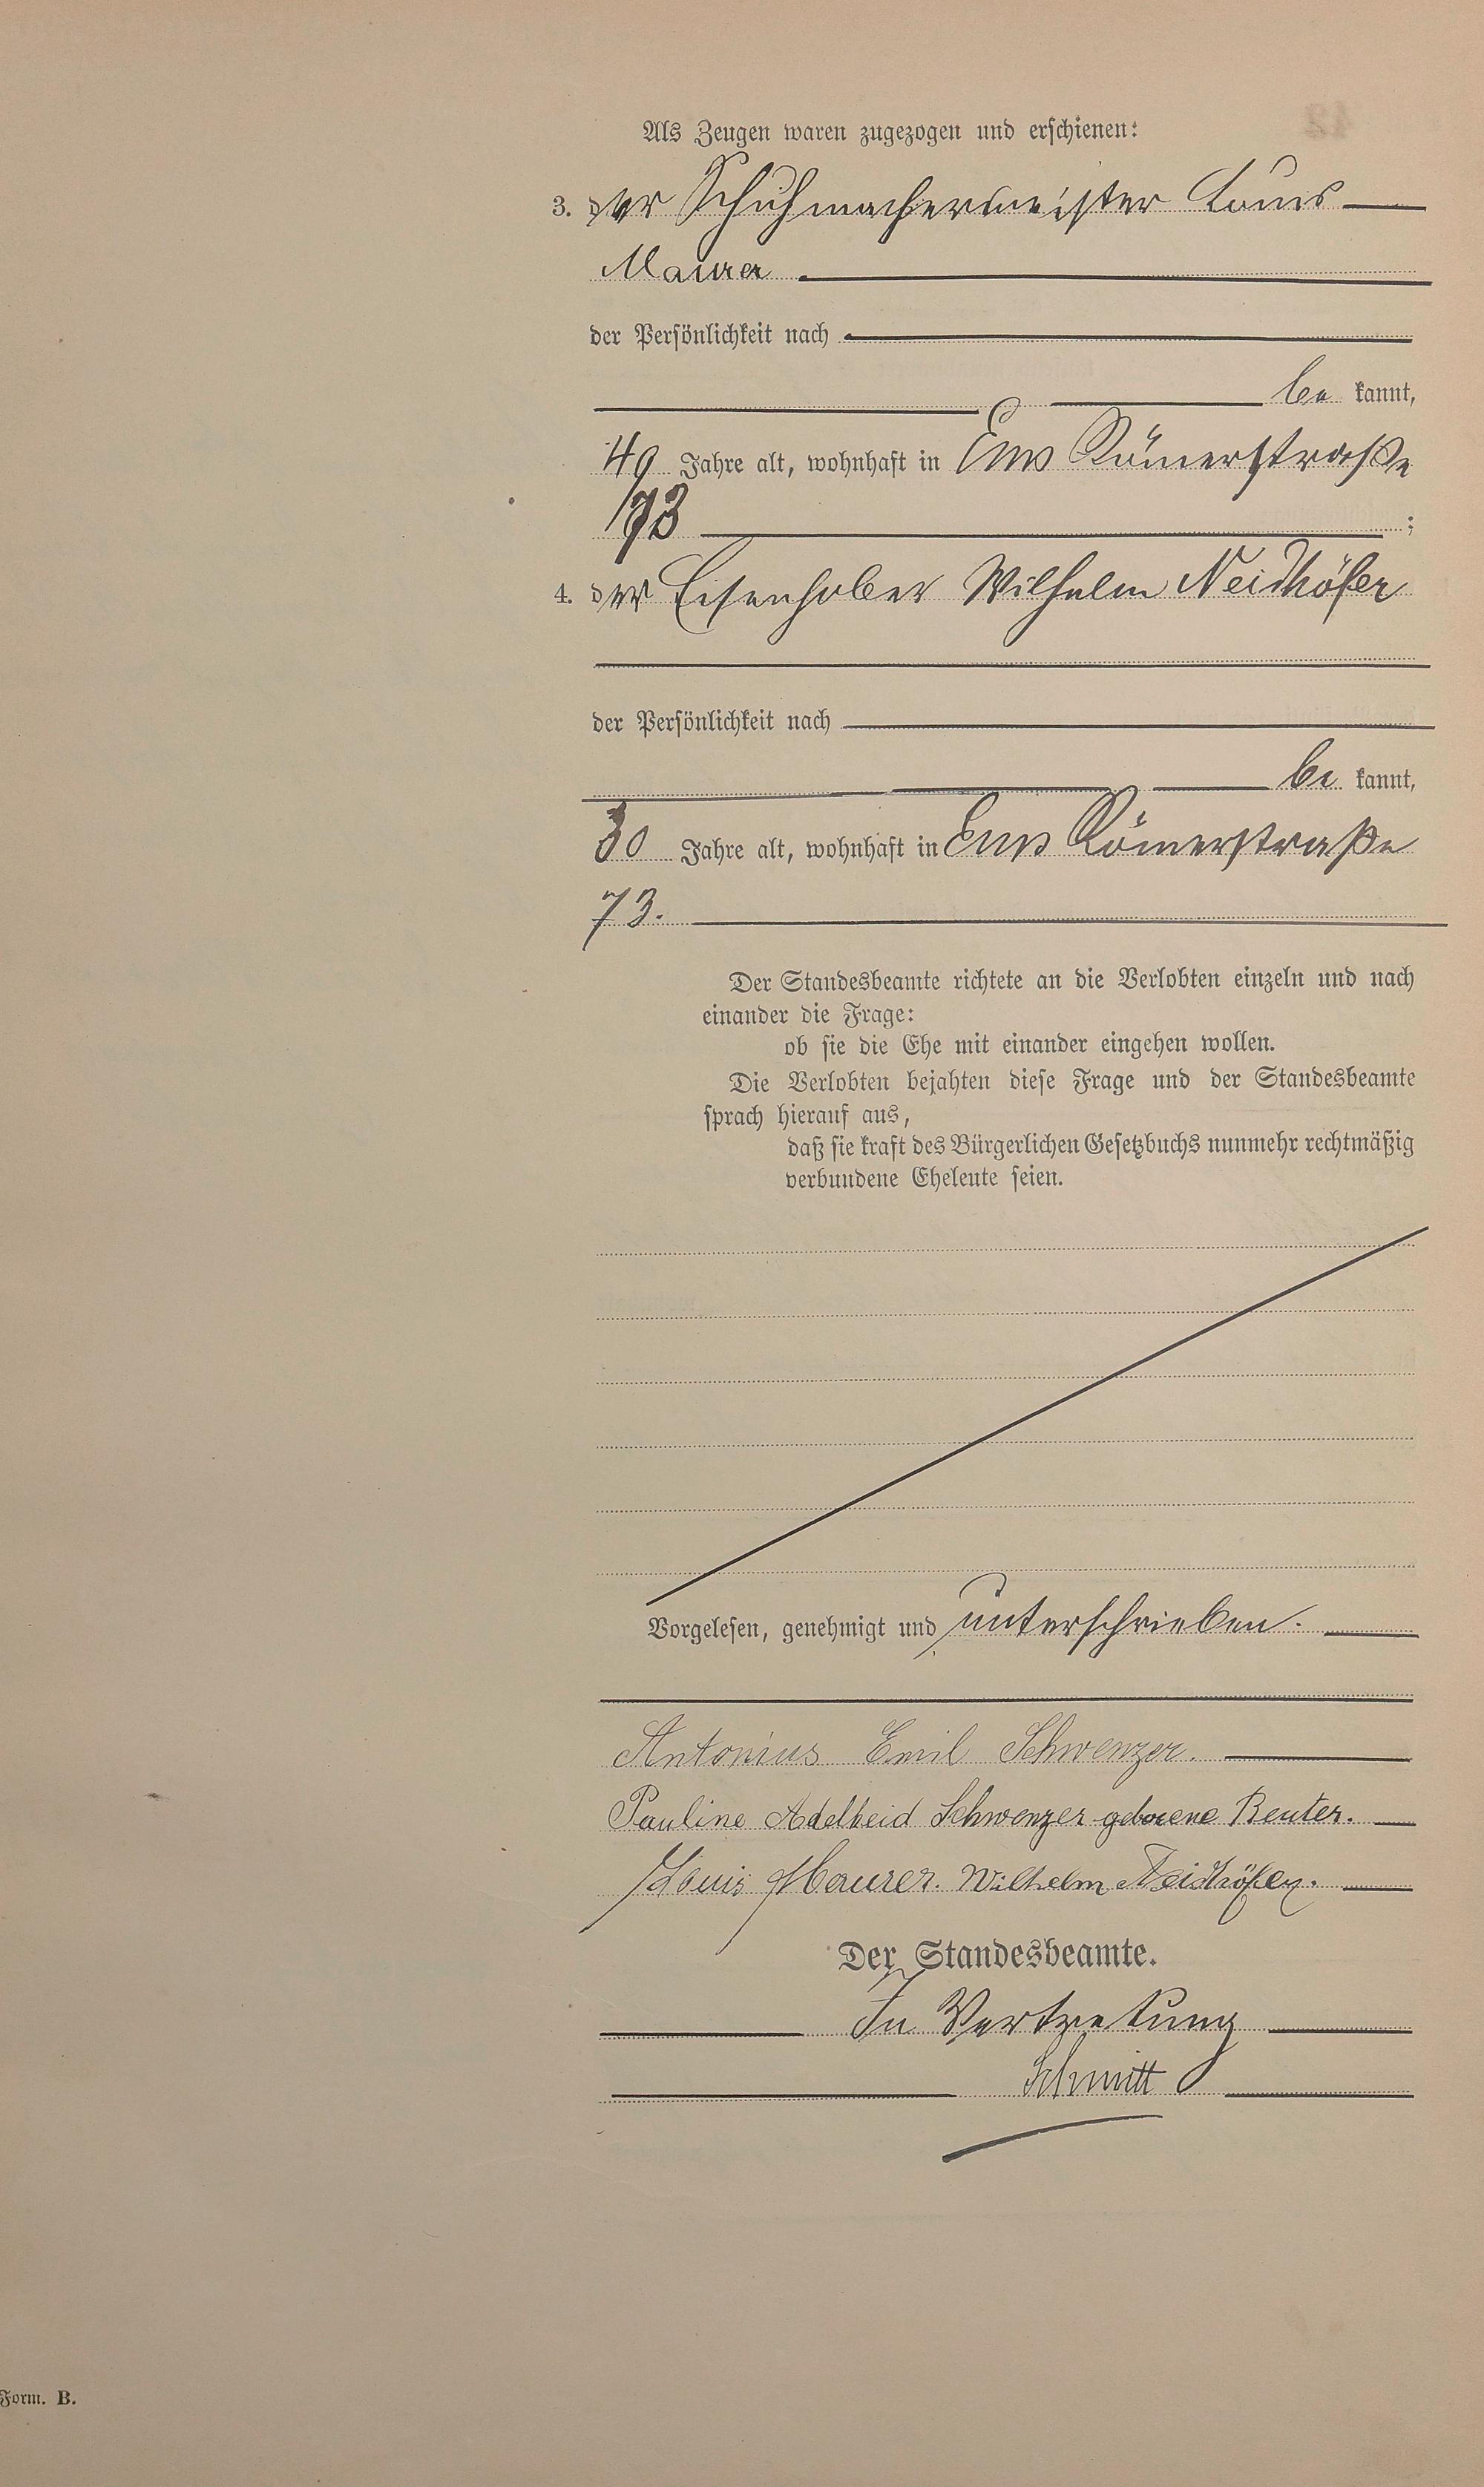 Als Zeugen waren zugezogen und erschienen:
3. der Schuhmachermeister Louis
Maurer
der Persönlichkeit nach
be kannt,
49 Jahre alt, wohnhaft in Ems Römerstraße
73 ;
4. der Eisenhobler Wilhelm Neidhöfer
der Persönlichkeit nach
be kannt,
30 Jahre alt, wohnhaft in Ems Römerstraße
73.
Der Standesbeamte richtete an die Verlobten einzeln und nach
einander die Frage:
ob sie die Ehe mit einander eingehen wollen.
Die Verlobten bejahten diese Frage und der Standesbeamte
sprach hierauf aus,
daß sie kraft des Bürgerlichen Gesetzbuchs nunmehr rechtmäßig
verbundene Eheleute seien.
Vorgelesen, genehmigt und unterschrieben.
Antonius Emil Schwenzer.
Pauline Adelheid Schwenzer geborene Reuter.
Louis Maurer. Wilhelm Neidhöfer.
Der Standesbeamte.
In Vertretung
Schmitt
Form. B.